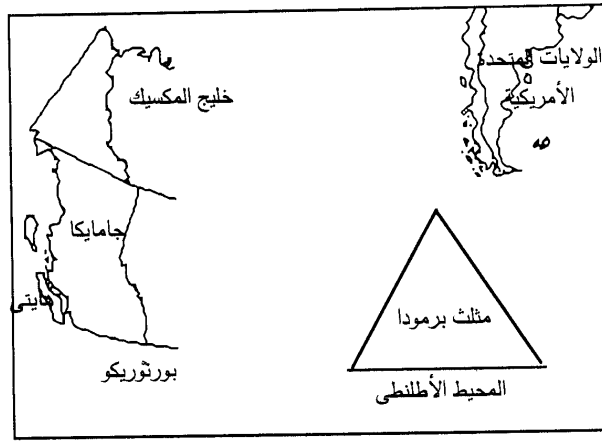 الولايات المتحدة
الأمريكية
خليج المكسيك
جامايكا
هايتى
مثلث برمودا
بورتوريكو
المحيط الأطلنطى